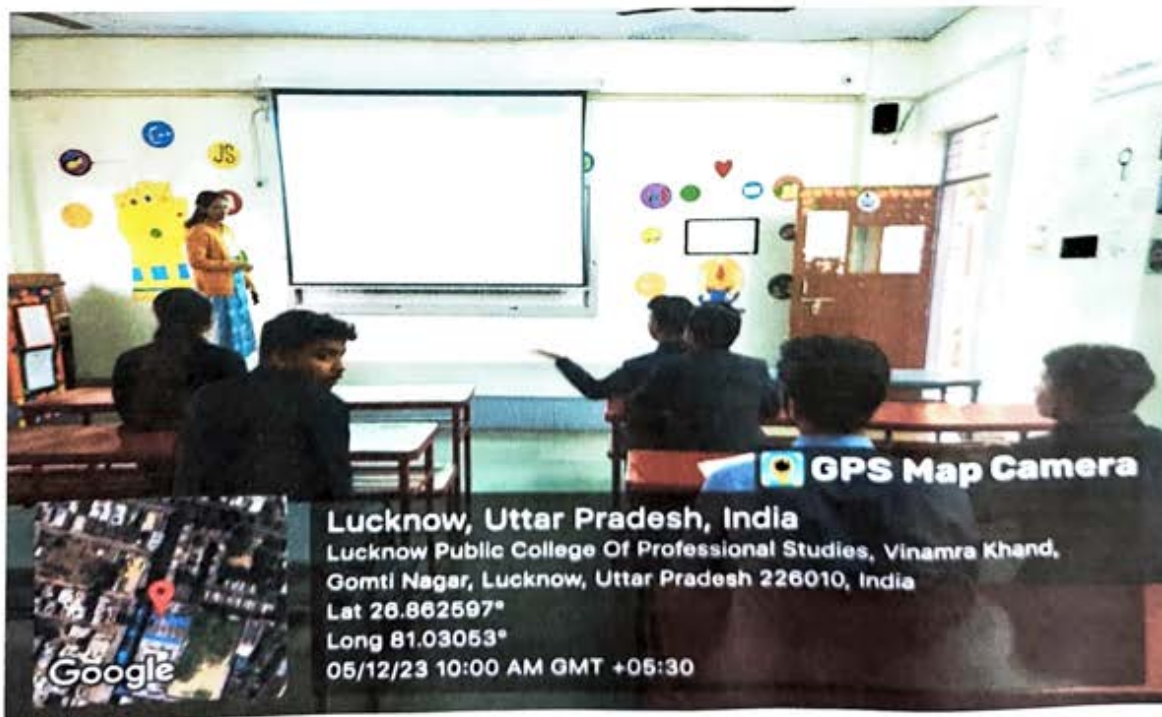 JS
GPS Map Camera
Lucknow, Uttar Pradesh, India
Lucknow Public College Of Professional Studies, Vinamra Khand,
Gomti Nagar, Lucknow, Uttar Pradesh 226010, India
Lat 26.862597°
Long 81.03053°
05/12/23 10:00 AM GMT +05:30
Google